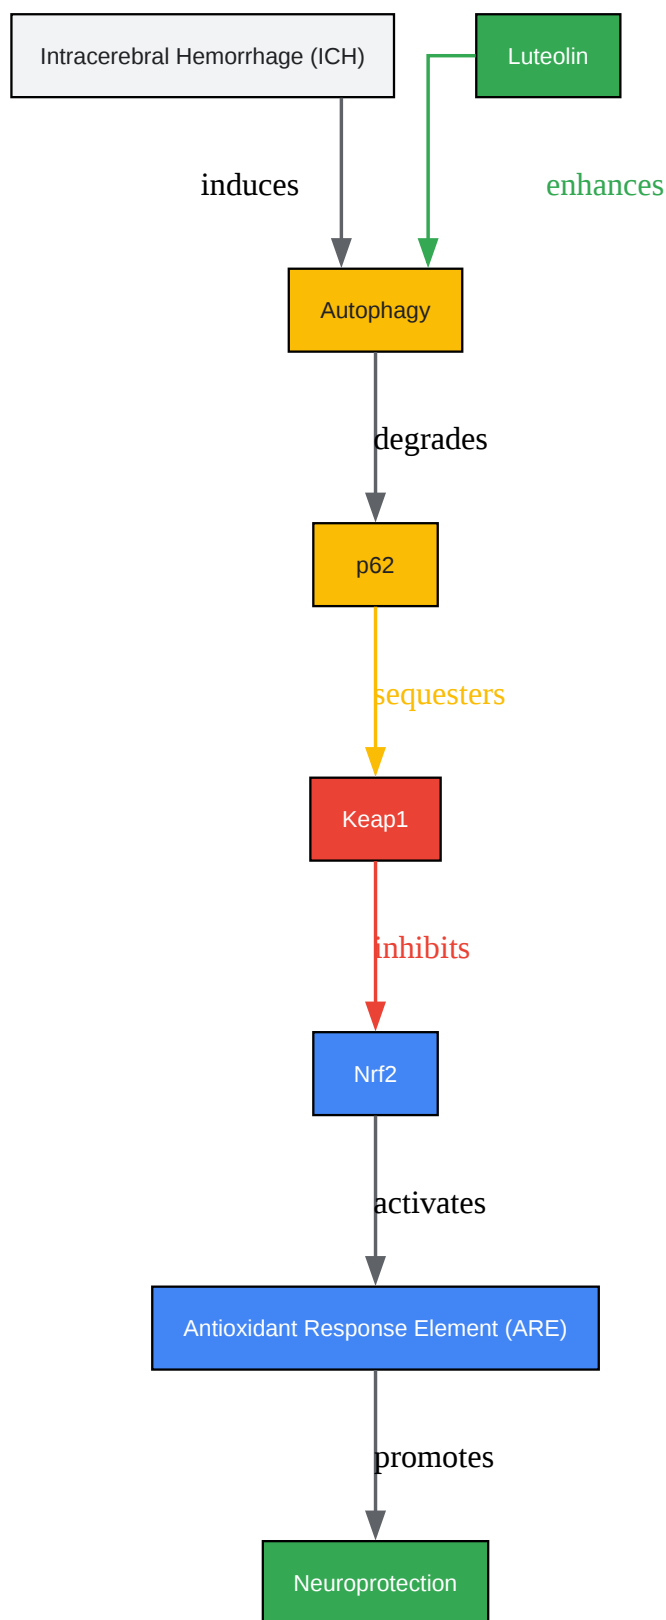 Intracerebral Hemorrhage (ICH)
Luteolin
induces
enhances
Autophagy
degrades
p62
sequesters
Keap1
inhibits
Nrf2
activates
Antioxidant Response Element (ARE)
promotes
Neuroprotection